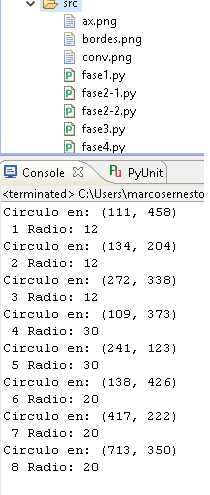 src
ax.png
bordes.png
conv.png
fase1.py
fase2-1.py
fase2-2.py
fase3.py
fase4.py
Console PyUnit
<terminated> C:\Users\marcosernesto
Circulo en: (111, 458)
1 Radio: 12
Circulo en: (134, 204)
2 Radio: 12
Circulo en: (272, 338)
3 Radio: 12
Circulo en: (109, 373)
4 Radio: 30
Circulo en: (241, 123)
5 Radio: 30
Circulo en: (138, 426)
6 Radio: 20
Circulo en: (417, 222)
7 Radio: 20
Circulo en: (713, 350)
8 Radio: 20